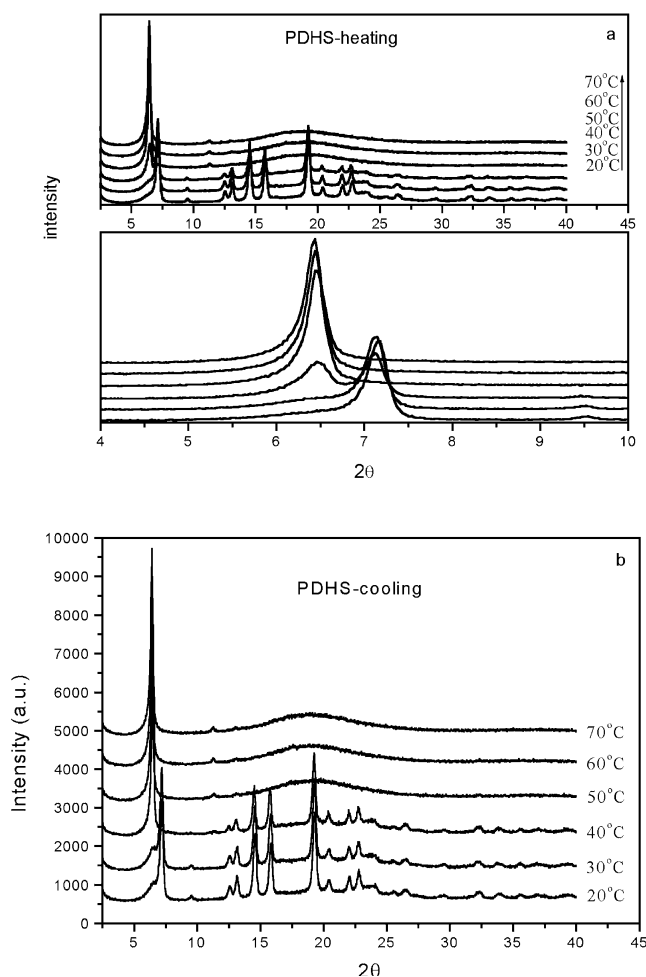 PDHS-heating
a
70°C
60°C
50°C
40°C
30°C
20°C
intensity
5 10 15 20 25 30 35 40 45
4 5 6 7 8 9 10
2θ
b
PDHS-cooling
10000
9000
8000
7000
6000
5000
4000
3000
2000
1000
0
Intensity (a.u.)
70°C
60°C
50°C
40°C
30°C
20°C
5 10 15 20 25 30 35 40 45
2θ